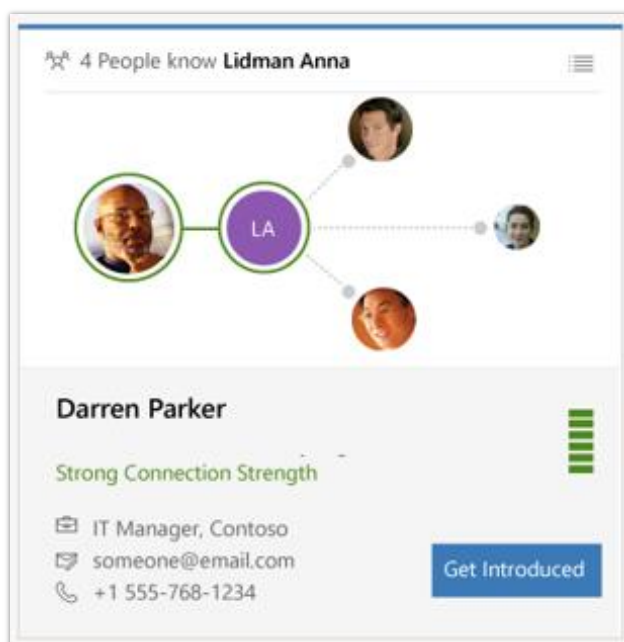 4 People know Lidman Anna
LA
Darren Parker
Strong Connection Strength
IT Manager, Contoso
someone@email.com
+1 555-768-1234
Get Introduced